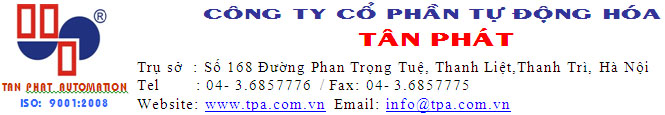 CÔNG TY CỔ PHẦN TỰ ĐỘNG HÓA
TÂN PHÁT
Trụ sở : Số 168 Đường Phan Trọng Tuệ, Thanh Liệt,Thanh Trì, Hà Nội
Tel : 04- 3.6857776 / Fax: 04- 3.6857775
Website: www.tpa.com.vn Email: info@tpa.com.vn
®
TAN PHAT AUTOMATION
ISO: 9001:2008